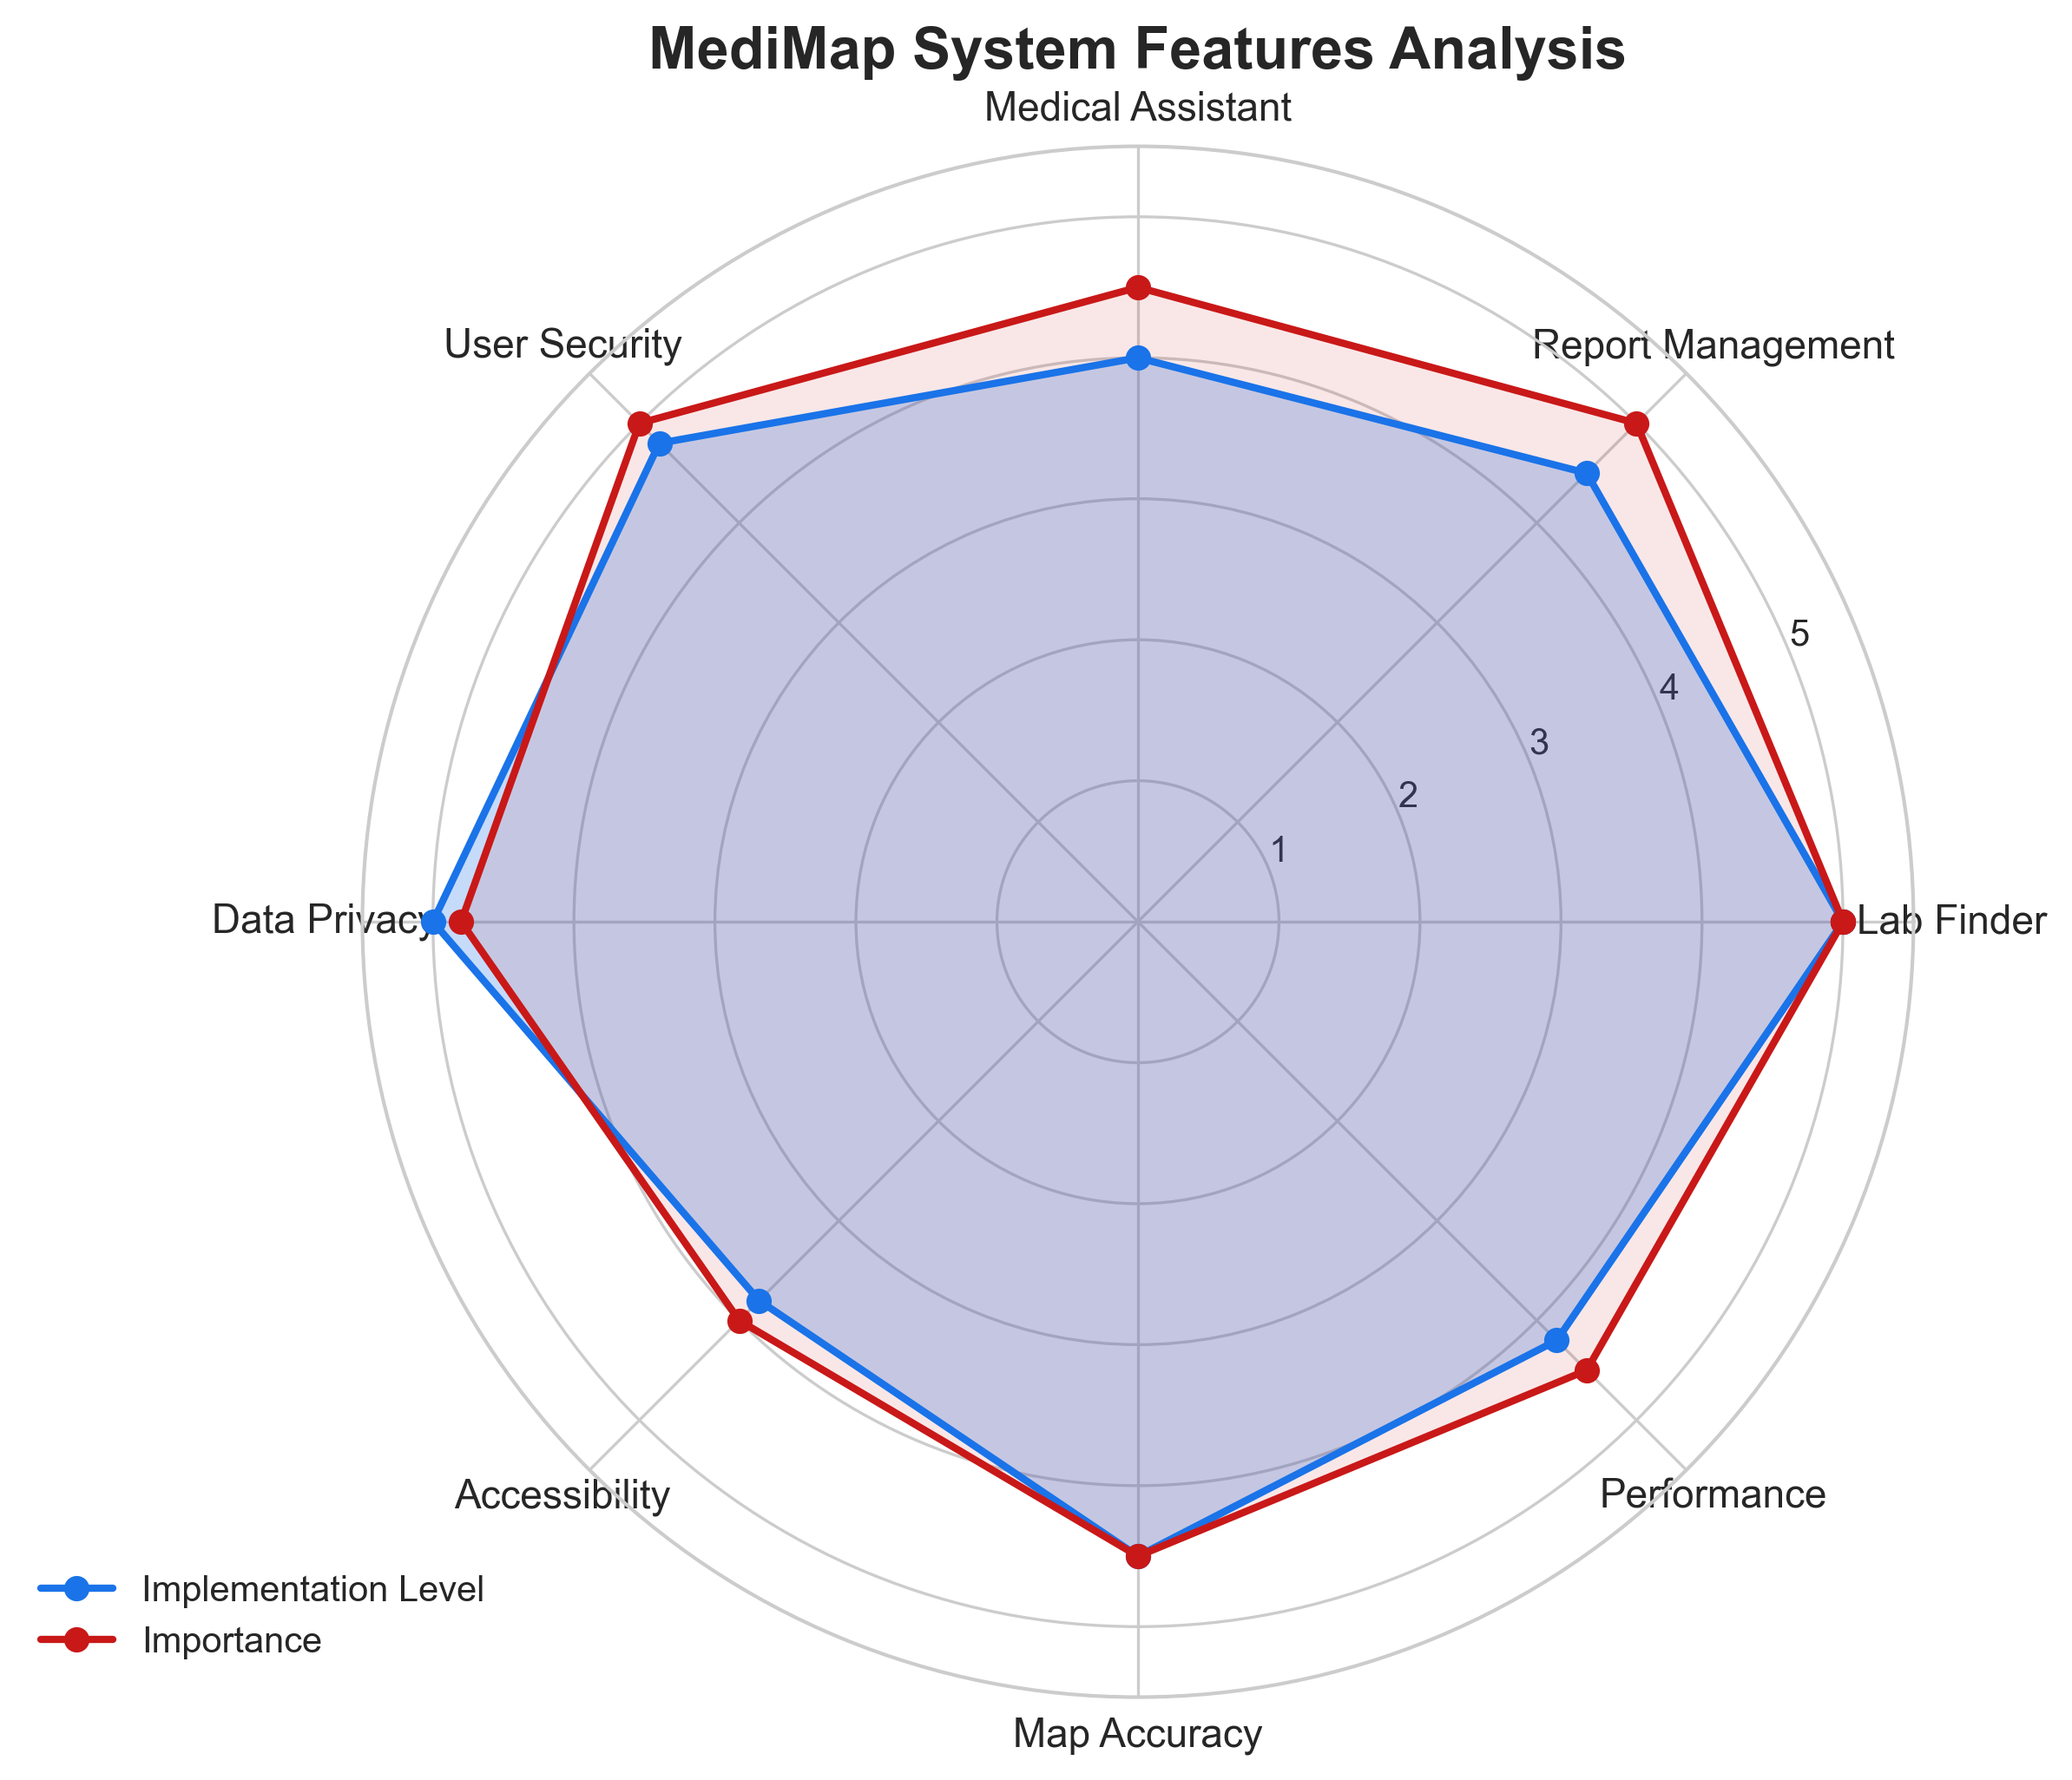 MediMap System Features Analysis
Medical Assistant
User Security
Report Management
5
4
3
2
1
Data Privacy
Lab Finder
Accessibility
Performance
Implementation Level
Importance
Map Accuracy